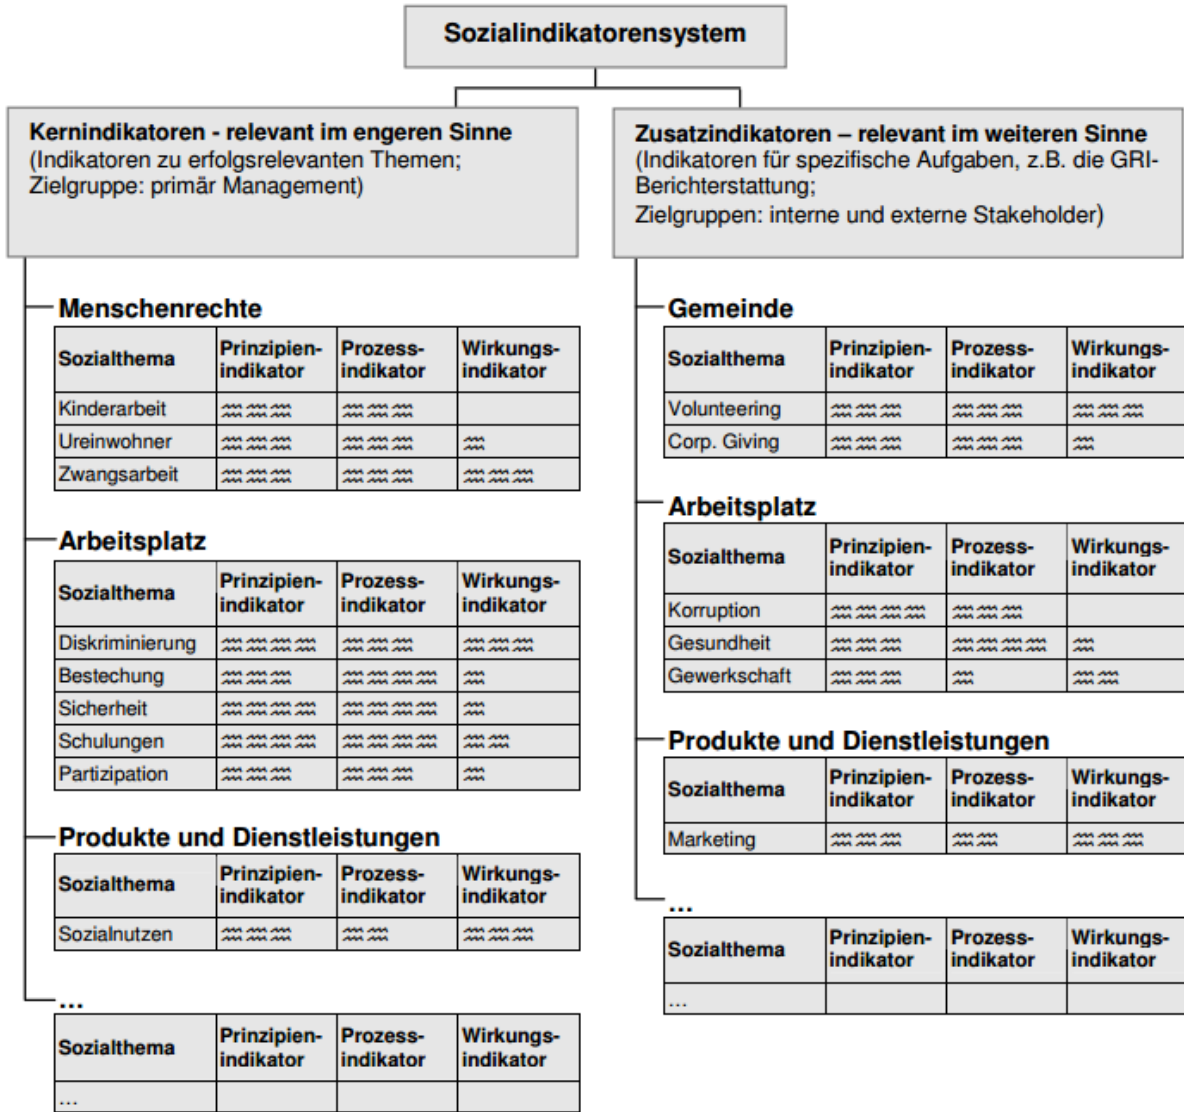 Sozialindikatorensystem
Kernindikatoren - relevant im engeren Sinne
(Indikatoren zu erfolgsrelevanten Themen;
Zielgruppe: primär Management)
Menschenrechte
Sozialthema Prinzipien-indikator Prozess-indikator Wirkungs-indikator
Kinderarbeit
Ureinwohner
Zwangsarbeit
Arbeitsplatz
Sozialthema Prinzipien-indikator Prozess-indikator Wirkungs-indikator
Diskriminierung
Bestechung
Sicherheit
Schulungen
Partizipation
Produkte und Dienstleistungen
Sozialthema Prinzipien-indikator Prozess-indikator Wirkungs-indikator
Sozialnutzen
...
Sozialthema Prinzipien-indikator Prozess-indikator Wirkungs-indikator
...
Zusatzindikatoren – relevant im weiteren Sinne
(Indikatoren für spezifische Aufgaben, z.B. die GRI-
Berichterstattung;
Zielgruppen: interne und externe Stakeholder)
Gemeinde
Sozialthema Prinzipien-indikator Prozess-indikator Wirkungs-indikator
Volunteering
Corp. Giving
Arbeitsplatz
Sozialthema Prinzipien-indikator Prozess-indikator Wirkungs-indikator
Korruption
Gesundheit
Gewerkschaft
Produkte und Dienstleistungen
Sozialthema Prinzipien-indikator Prozess-indikator Wirkungs-indikator
Marketing
...
Sozialthema Prinzipien-indikator Prozess-indikator Wirkungs-indikator
...